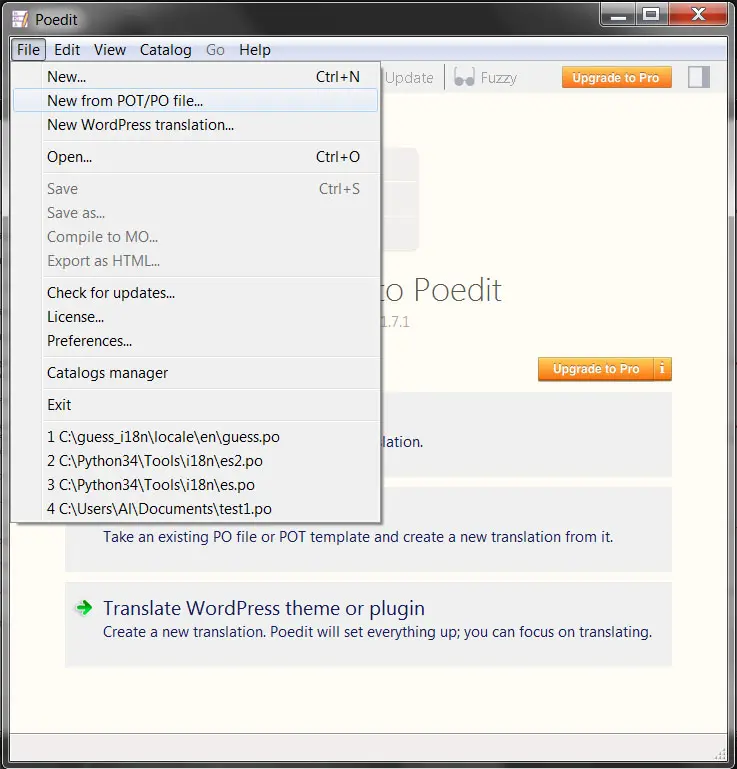 Poedit
File Edit View Catalog Go Help
New... Ctrl+N
Update Fuzzy Upgrade to Pro
New from POT/PO file...
New WordPress translation...
Open... Ctrl+O
Save Ctrl+S
Save as...
Compile to MO...
Export as HTML...
Check for updates...
to Poedit
License...
1.7.1
Preferences...
Catalogs manager
Upgrade to Pro i
Exit
1 C:\guess_i18n\locale\en\guess.po
lation.
2 C:\Python34\Tools\i18n\es2.po
3 C:\Python34\Tools\i18n\es.po
4 C:\Users\Al\Documents\test1.po
Take an existing PO file or POT template and create a new translation from it.
Translate WordPress theme or plugin
Create a new translation. Poedit will set everything up; you can focus on translating.